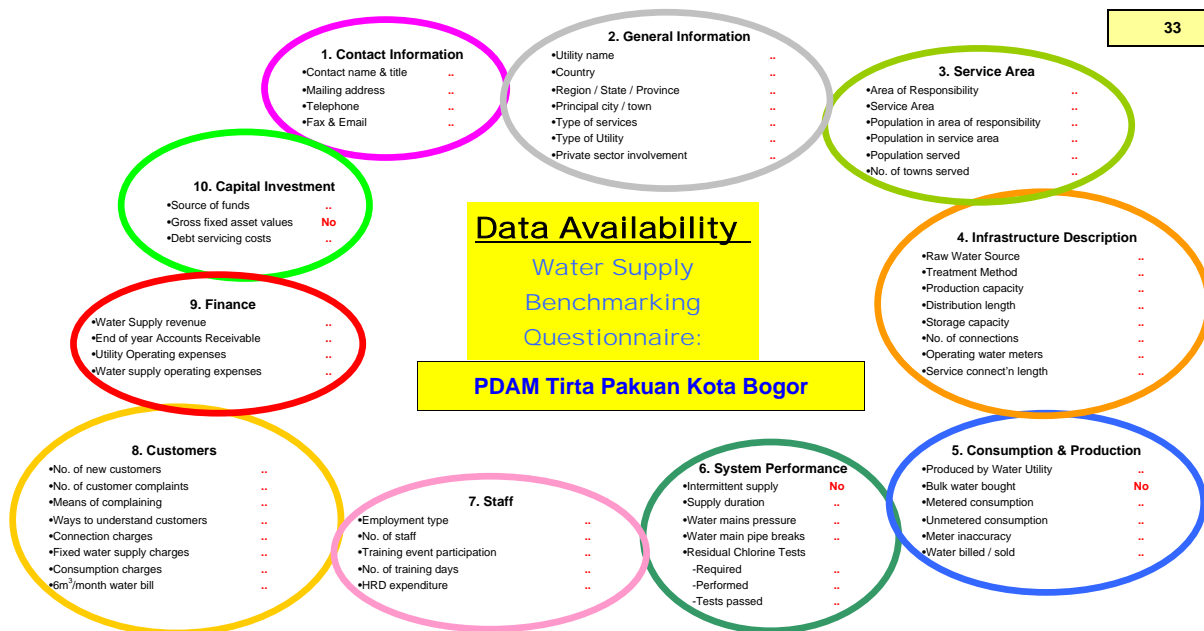 33
1. Contact Information
•Contact name & title ..
•Mailing address ..
•Telephone ..
•Fax & Email ..
2. General Information
•Utility name ..
•Country ..
•Region / State / Province ..
•Principal city / town ..
•Type of services ..
•Type of Utility ..
•Private sector involvement ..
3. Service Area
•Area of Responsibility ..
•Service Area ..
•Population in area of responsibility ..
•Population in service area ..
•Population served ..
•No. of towns served ..
10. Capital Investment
•Source of funds ..
•Gross fixed asset values No
•Debt servicing costs ..
Data Availability
Water Supply
Benchmarking
Questionnaire:
PDAM Tirta Pakuan Kota Bogor
4. Infrastructure Description
•Raw Water Source ..
•Treatment Method ..
•Production capacity ..
•Distribution length ..
•Storage capacity ..
•No. of connections ..
•Operating water meters ..
•Service connect'n length ..
9. Finance
•Water Supply revenue ..
•End of year Accounts Receivable ..
•Utility Operating expenses ..
•Water supply operating expenses ..
8. Customers
•No. of new customers ..
•No. of customer complaints ..
•Means of complaining ..
•Ways to understand customers ..
•Connection charges ..
•Fixed water supply charges ..
•Consumption charges ..
•6m³/month water bill ..
7. Staff
•Employment type ..
•No. of staff ..
•Training event participation ..
•No. of training days ..
•HRD expenditure ..
6. System Performance
•Intermittent supply No
•Supply duration ..
•Water mains pressure ..
•Water main pipe breaks ..
•Residual Chlorine Tests
-Required ..
-Performed ..
-Tests passed ..
5. Consumption & Production
•Produced by Water Utility ..
•Bulk water bought No
•Metered consumption ..
•Unmetered consumption ..
•Meter inaccuracy ..
•Water billed / sold ..